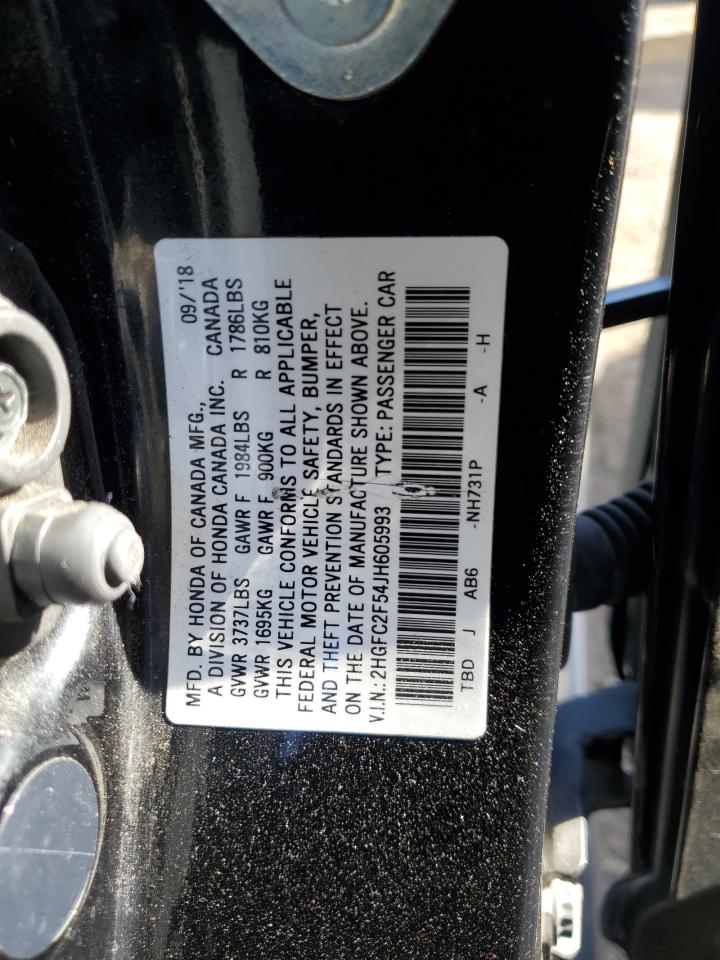 MFD. BY HONDA OF CANADA MFG., 09/'18
A DIVISION OF HONDA CANADA INC. CANADA
GVWR 3737LBS GAWR F 1984LBS R 1786LBS
GVWR 1695KG GAWR F 900KG R 810KG
THIS VEHICLE CONFORMS TO ALL APPLICABLE
FEDERAL MOTOR VEHICLE SAFETY, BUMPER,
AND THEFT PREVENTION STANDARDS IN EFFECT
ON THE DATE OF MANUFACTURE SHOWN ABOVE.
V.I.N.:2HGFC2F54JH605993 TYPE: PASSENGER CAR
TBD J AB6 -NH731P -A -H